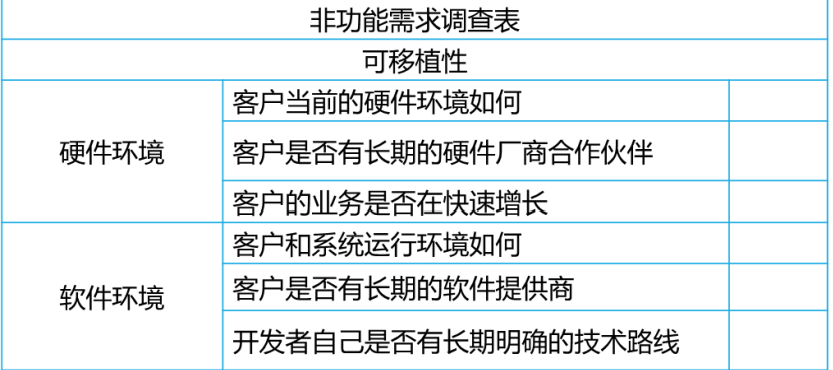 非功能需求调查表
可移植性
硬件环境
客户当前的硬件环境如何
客户是否有长期的硬件厂商合作伙伴
客户的业务是否在快速增长
软件环境
客户和系统运行环境如何
客户是否有长期的软件提供商
开发者自己是否有长期明确的技术路线